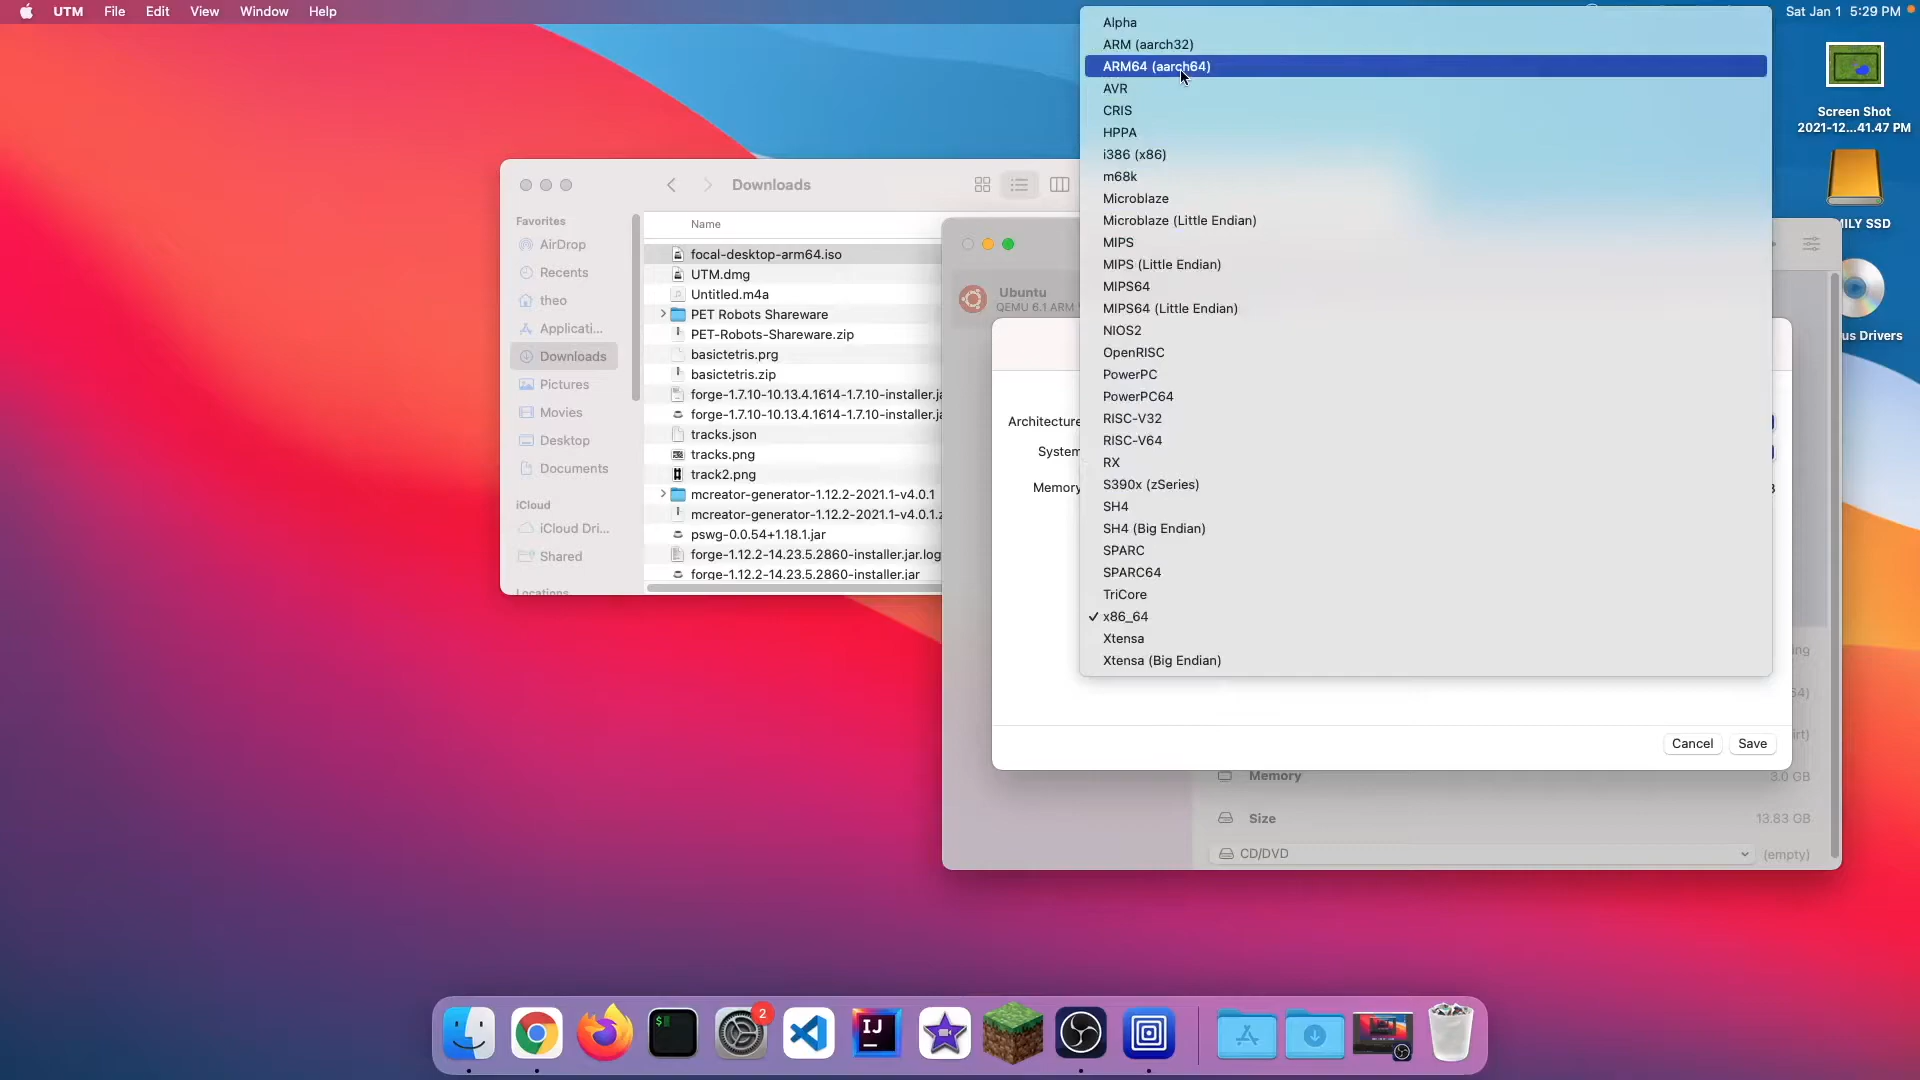 UTM File Edit View Window Help
Sat Jan 1 5:29 PM
Alpha
ARM (aarch32)
ARM64 (aarch64)
AVR
CRIS
HPPA
i386 (x86)
m68k
Microblaze
Microblaze (Little Endian)
MIPS
MIPS (Little Endian)
MIPS64
MIPS64 (Little Endian)
NIOS2
OpenRISC
PowerPC
PowerPC64
RISC-V32
RISC-V64
RX
S390x (zSeries)
SH4
SH4 (Big Endian)
SPARC
SPARC64
TriCore
✓ x86_64
Xtensa
Xtensa (Big Endian)
Screen Shot
2021-12...41.47 PM
ILY SSD
us Drivers
Downloads
Favorites
AirDrop
Recents
theo
Applicati...
Downloads
Pictures
Movies
Desktop
Documents
iCloud
iCloud Dri...
Shared
Locations
Name
focal-desktop-arm64.iso
UTM.dmg
Untitled.m4a
PET Robots Shareware
PET-Robots-Shareware.zip
basictetris.prg
basictetris.zip
forge-1.7.10-10.13.4.1614-1.7.10-installer.ja
forge-1.7.10-10.13.4.1614-1.7.10-installer.ja
tracks.json
tracks.png
track2.png
mcreator-generator-1.12.2-2021.1-v4.0.1
mcreator-generator-1.12.2-2021.1-v4.0.1.z
pswg-0.0.54+1.18.1.jar
forge-1.12.2-14.23.5.2860-installer.jar.log
forge-1.12.2-14.23.5.2860-installer.jar
Ubuntu
QEMU 6.1 ARM
Architecture
System
Memory
Cancel Save
ng
64)
irt)
Memory 3.0 GB
Size 13.83 GB
CD/DVD (empty)
2
$
IJ